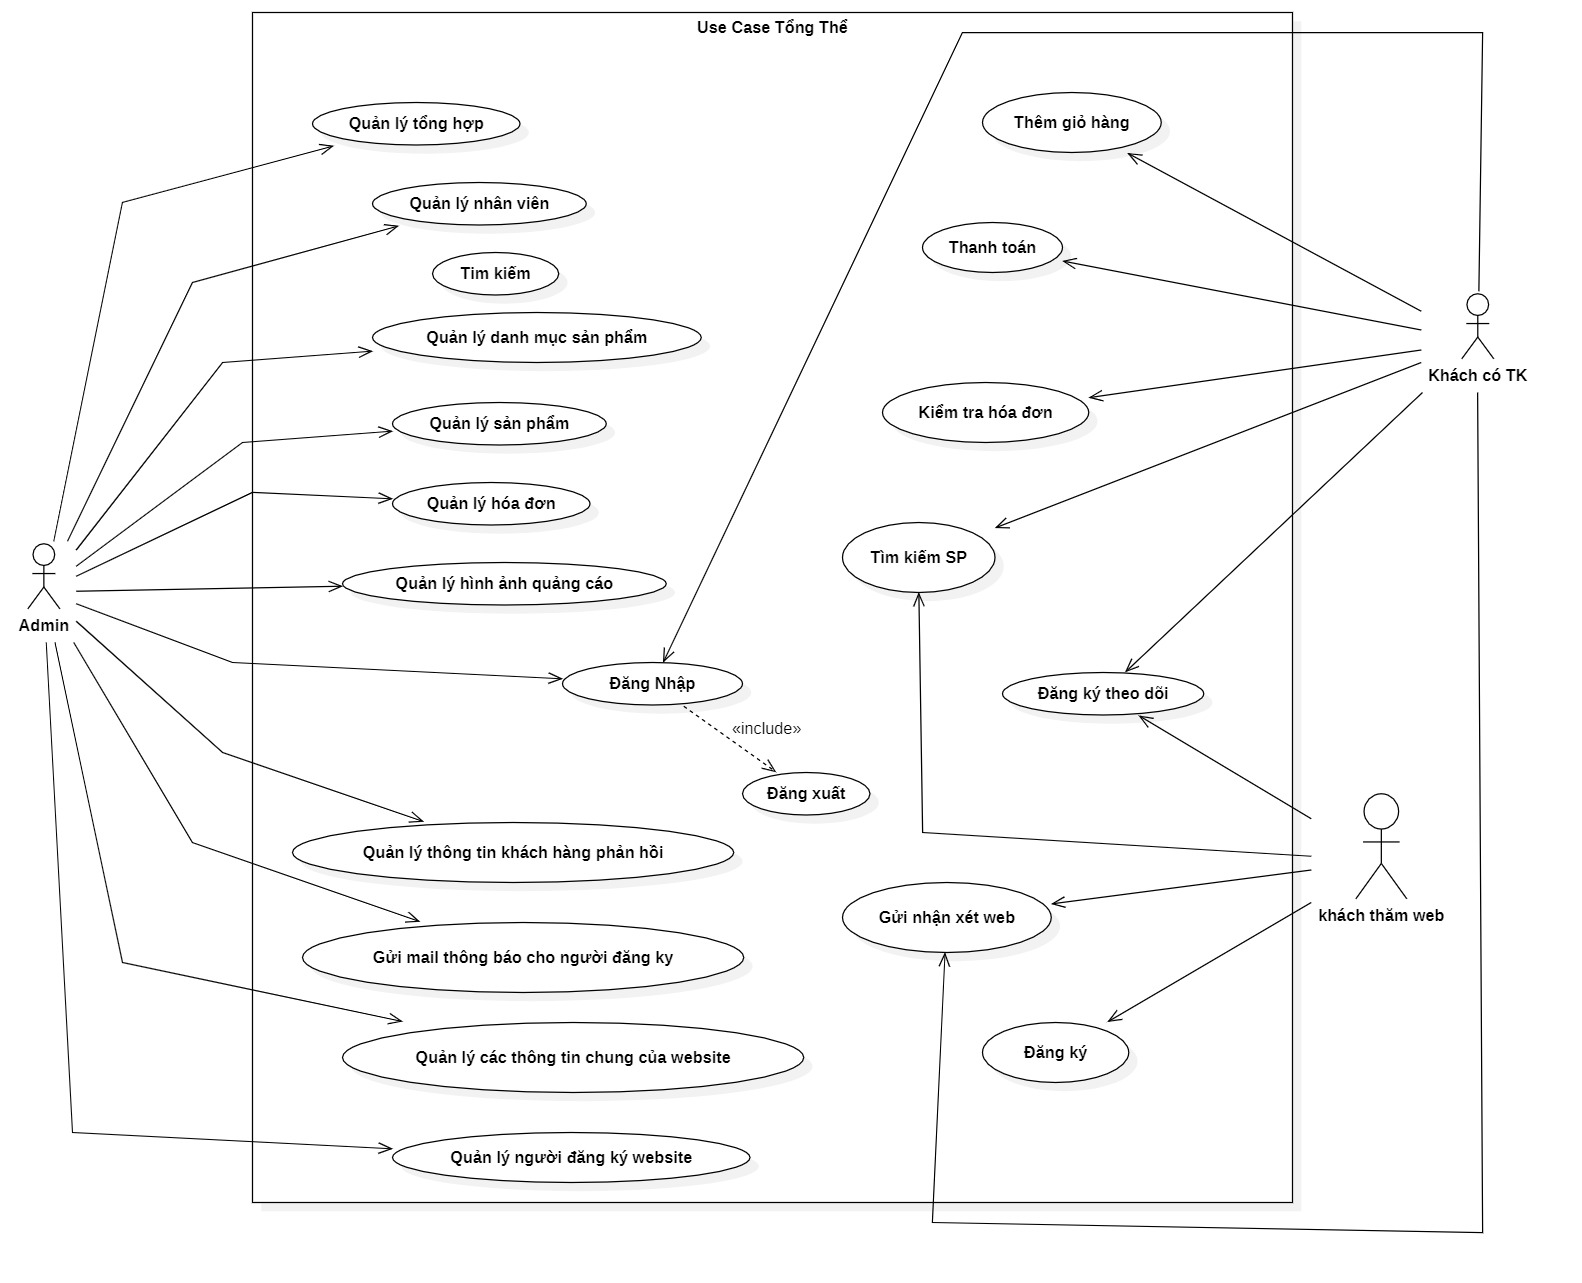 Use Case Tổng Thể
Quản lý tổng hợp
Quản lý nhân viên
Tim kiếm
Quản lý danh mục sản phẩm
Quản lý sản phẩm
Quản lý hóa đơn
Quản lý hình ảnh quảng cáo
Admin
Đăng Nhập
«include»
Đăng xuất
Quản lý thông tin khách hàng phản hồi
Gửi mail thông báo cho người đăng ky
Quản lý các thông tin chung của website
Quản lý người đăng ký website
Thêm giỏ hàng
Thanh toán
Khách có TK
Kiểm tra hóa đơn
Tìm kiếm SP
Đăng ký theo dõi
Gửi nhận xét web
khách thăm web
Đăng ký